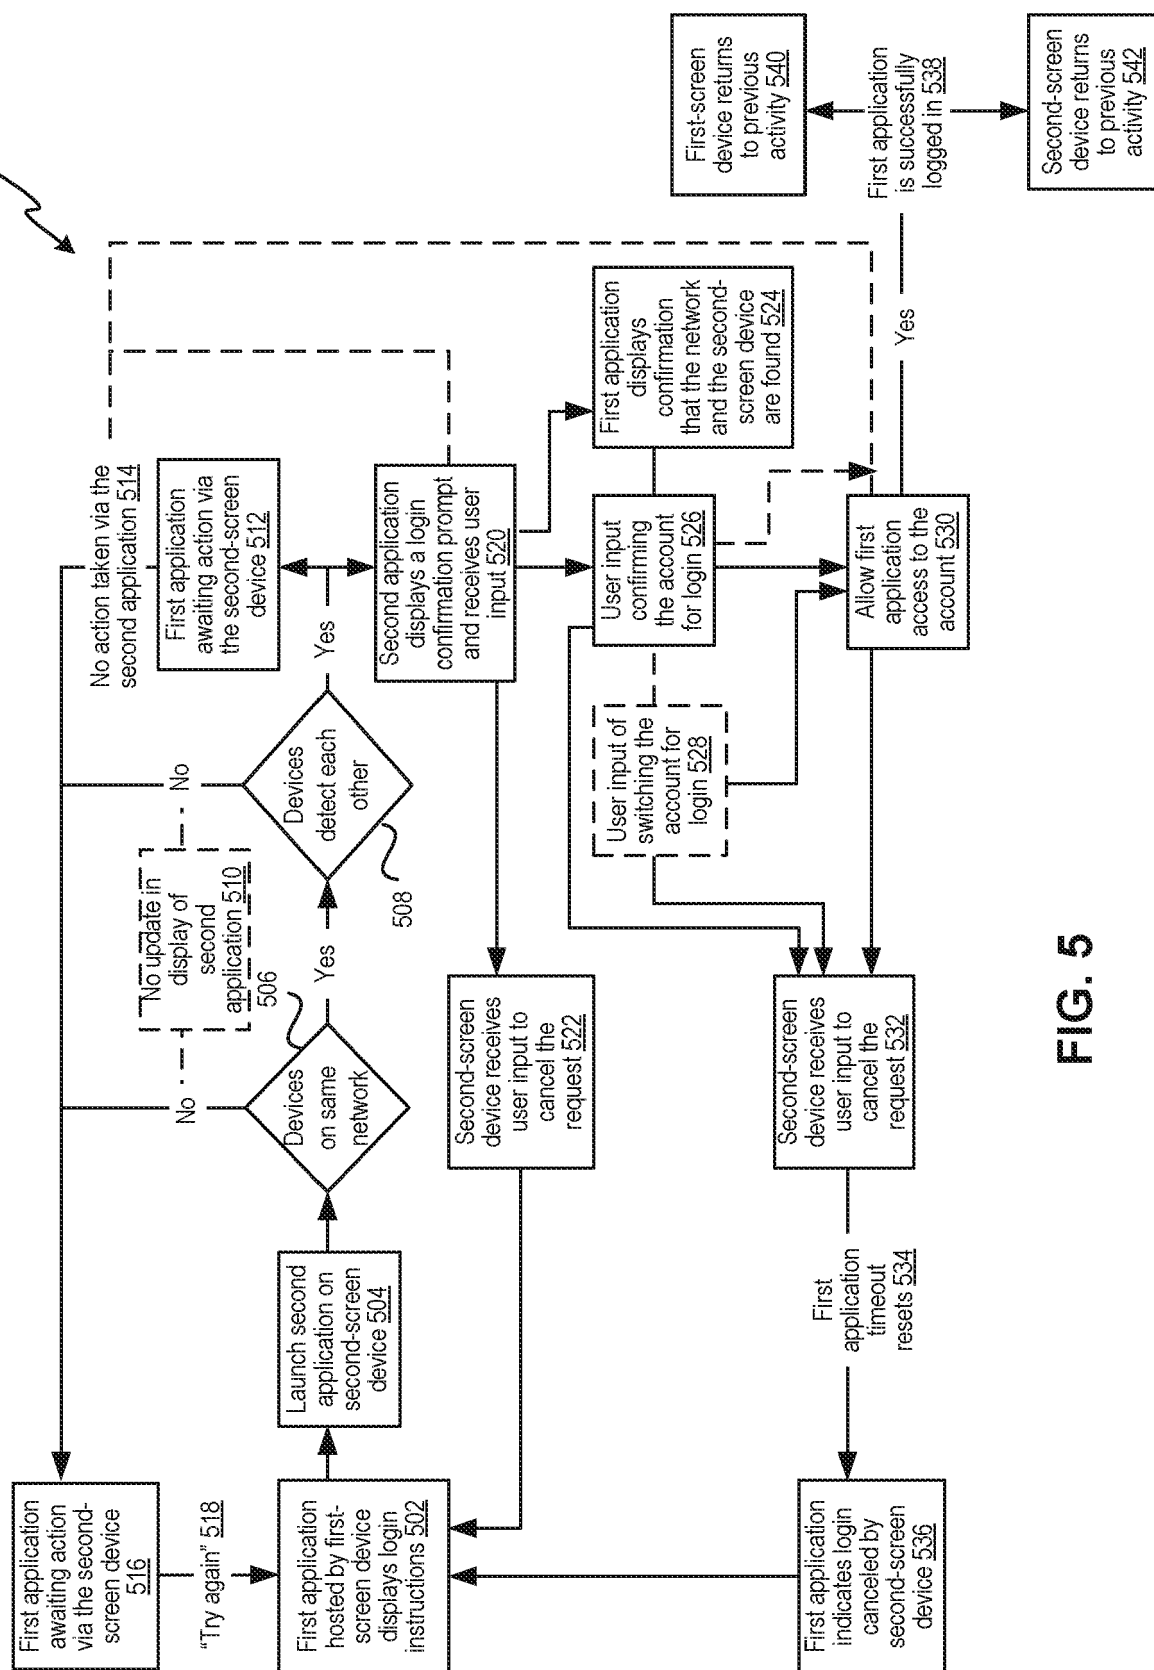 First application
awaiting action
via the second-
screen device
516
"Try again" 518
First application
hosted by first-
screen device
displays login
instructions 502
Launch second
application on
second-screen
device 504
Devices
on same
network
506
No
Yes
No update in
display of
second
application 510
No
Devices
detect each
other
508
Yes
No action taken via the
second application 514
First application
awaiting action via
the second-screen
device 512
Second application
displays a login
confirmation prompt
and receives user
input 520
Second-screen
device receives
user input to
cancel the
request 522
First application
displays
confirmation
that the network
and the second-
screen device
are found 524
User input
confirming
the account
for login 526
User input of
switching the
account for
login 528
Allow first
application
access to the
account 530
Second-screen
device receives
user input to
cancel the
request 532
First
application
timeout
resets 534
First application
indicates login
canceled by
second-screen
device 536
Yes
First application
is successfully
logged in 538
First-screen
device returns
to previous
activity 540
Second-screen
device returns
to previous
activity 542
FIG. 5